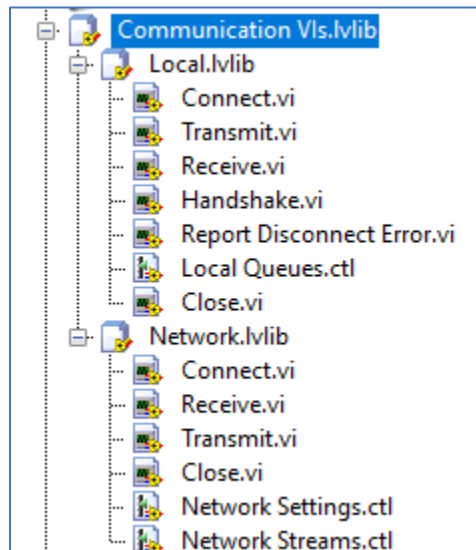 Communication VIs.lvlib
Local.lvlib
Connect.vi
Transmit.vi
Receive.vi
Handshake.vi
Report Disconnect Error.vi
Local Queues.ctl
Close.vi
Network.lvlib
Connect.vi
Receive.vi
Transmit.vi
Close.vi
Network Settings.ctl
Network Streams.ctl